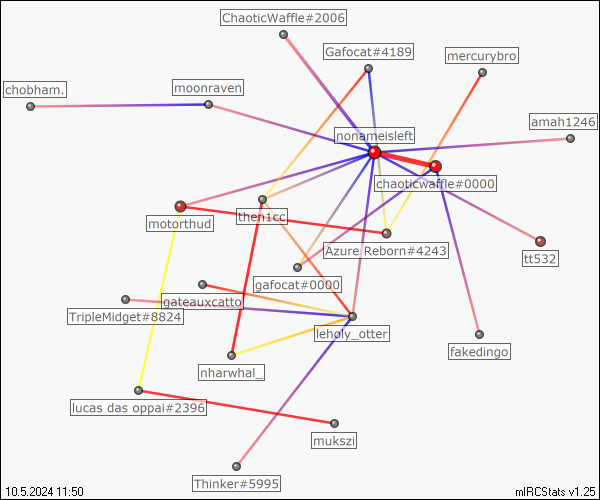 ChaoticWaffle#2006
Gafocat#4189
mercurybro
chobham.
moonraven
amah1246
nonameisleft
chaoticwaffle#0000
motorthud
then1cc
Azure Reborn#4243
tt532
gafocat#0000
gateauxcatto
TripleMidget#8824
leholy_otter
fakedingo
nharwhal_
lucas das oppai#2396
mukszi
Thinker#5995
10.5.2024 11:50
mIRCStats v1.25